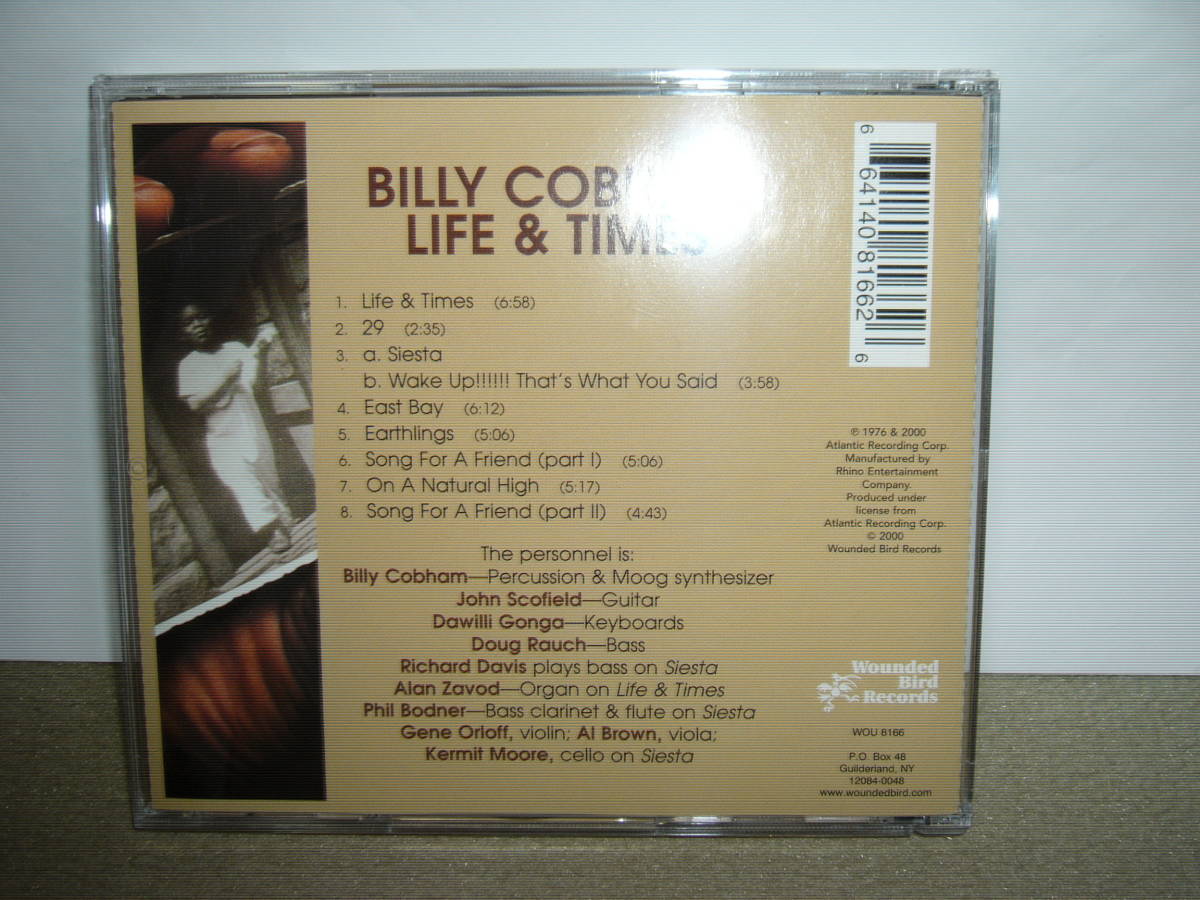 BILLY
LIFE & TIMES
1. Life & Times (6:58)
2. 29 (2:35)
3. a. Siesta
b. Wake Up!!!!!! That's What You Said (3:58)
4. East Bay (6:12)
5. Earthlings (5:06)
6. Song For A Friend (part I) (5:06)
7. On A Natural High (5:17)
8. Song For A Friend (part II) (4:43)
The personnel is:
Billy Cobham—Percussion & Moog synthesizer
John Scofield—Guitar
Dawilli Gonga—Keyboards
Doug Rauch—Bass
Richard Davis plays bass on Siesta
Alan Zavod—Organ on Life & Times
Phil Bodner—Bass clarinet & flute on Siesta
Gene Orloff, violin; Al Brown, viola;
Kermit Moore, cello on Siesta
6 64140 81662 6
℗ 1976 & 2000
Atlantic Recording Corp.
Manufactured by
Rhino Entertainment
Company.
Produced under
license from
Atlantic Recording Corp.
© 2000
Wounded Bird Records
Wounded
Bird
Records
WOU 8166
P.O. Box 48
Guilderland, NY
12084-0048
www.woundedbird.com